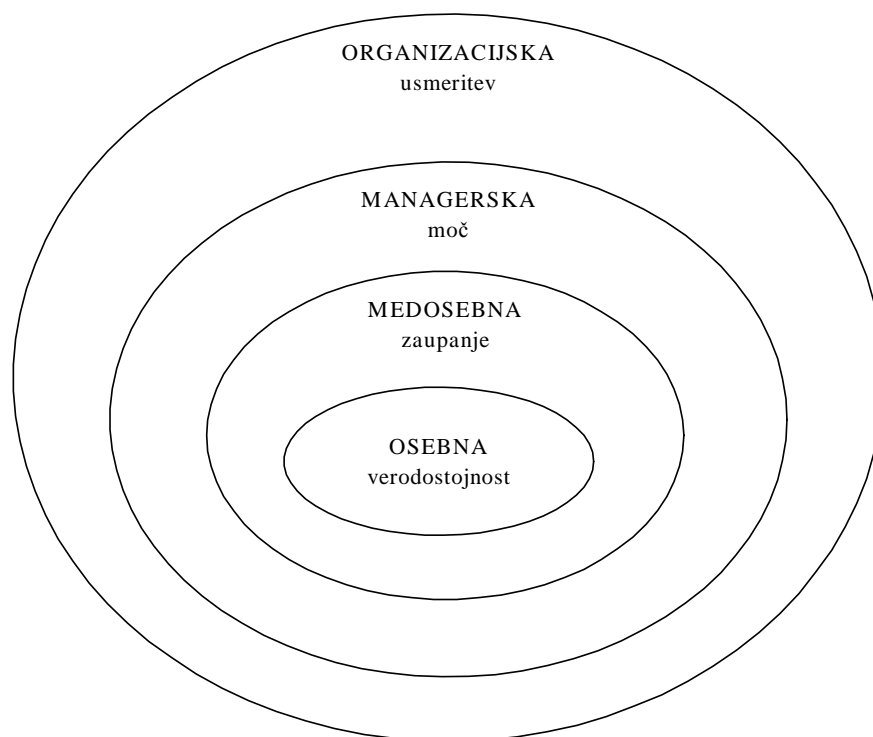 ORGANIZACIJSKA
usmeritev
MANAGERSKA
moč
MEDOSEBNA
zaupanje
OSEBNA
verodostojnost